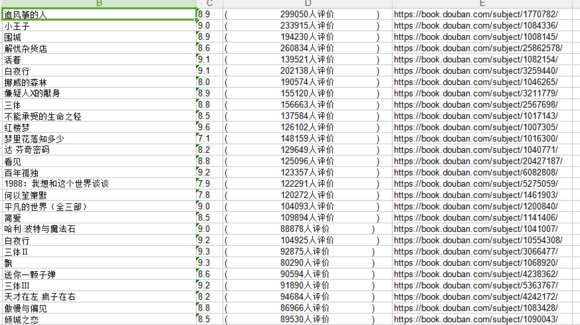 B C D E
追风筝的人 8.9 ( 299050人评价 ) https://book.douban.com/subject/1770782/
小王子 9.0 ( 233915人评价 ) https://book.douban.com/subject/1084336/
围城 8.9 ( 194230人评价 ) https://book.douban.com/subject/1008145/
解忧杂货店 8.6 ( 260834人评价 ) https://book.douban.com/subject/25862578/
活着 9.1 ( 139521人评价 ) https://book.douban.com/subject/1082154/
白夜行 9.1 ( 202138人评价 ) https://book.douban.com/subject/3259440/
挪威的森林 8.0 ( 190574人评价 ) https://book.douban.com/subject/1046265/
嫌疑人X的献身 8.9 ( 155120人评价 ) https://book.douban.com/subject/3211779/
三体 8.8 ( 156663人评价 ) https://book.douban.com/subject/2567698/
不能承受的生命之轻 8.5 ( 137584人评价 ) https://book.douban.com/subject/1017143/
红楼梦 9.6 ( 126102人评价 ) https://book.douban.com/subject/1007305/
梦里花落知多少 7.1 ( 148159人评价 ) https://book.douban.com/subject/1016300/
达·芬奇密码 8.2 ( 129649人评价 ) https://book.douban.com/subject/1040771/
看见 8.8 ( 125096人评价 ) https://book.douban.com/subject/20427187/
百年孤独 9.2 ( 123357人评价 ) https://book.douban.com/subject/6082808/
1988：我想和这个世界谈谈 7.9 ( 122291人评价 ) https://book.douban.com/subject/5275059/
何以笙箫默 7.8 ( 120272人评价 ) https://book.douban.com/subject/1461903/
平凡的世界（全三部） 9.0 ( 104093人评价 ) https://book.douban.com/subject/1200840/
简爱 8.5 ( 109894人评价 ) https://book.douban.com/subject/1141406/
哈利·波特与魔法石 9.0 ( 88878人评价 ) https://book.douban.com/subject/1041007/
白夜行 9.2 ( 104925人评价 ) https://book.douban.com/subject/10554308/
三体Ⅱ 9.3 ( 92875人评价 ) https://book.douban.com/subject/3066477/
飘 9.3 ( 80290人评价 ) https://book.douban.com/subject/1068920/
送你一颗子弹 8.6 ( 90594人评价 ) https://book.douban.com/subject/4238362/
三体Ⅲ 9.2 ( 91890人评价 ) https://book.douban.com/subject/5363767/
天才在左 疯子在右 8.2 ( 94684人评价 ) https://book.douban.com/subject/4242172/
傲慢与偏见 8.8 ( 86966人评价 ) https://book.douban.com/subject/1083428/
倾城之恋 8.5 ( 89530人评价 ) https://book.douban.com/subject/1090043/